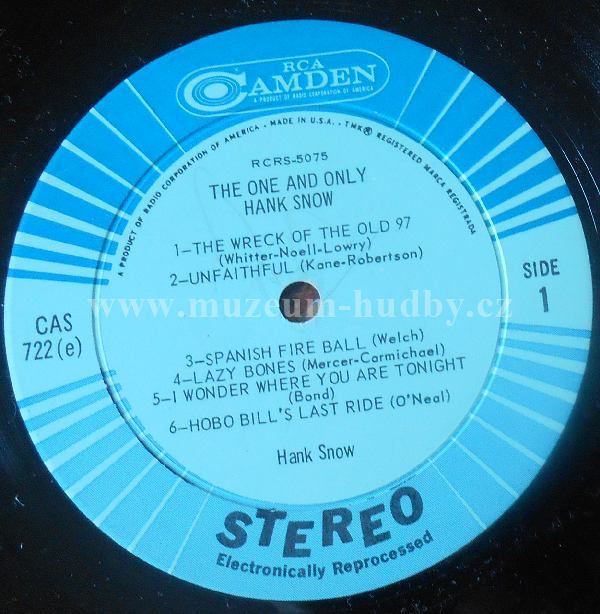 RCA
CAMDEN
A PRODUCT OF RADIO CORPORATION OF AMERICA
A PRODUCT OF RADIO CORPORATION OF AMERICA • MADE IN U.S.A. • TMK ® REGISTERED MARCA REGISTRADA
RCRS-5075
THE ONE AND ONLY
HANK SNOW
1–THE WRECK OF THE OLD 97
(Whitter-Noell-Lowry)
2–UNFAITHFUL (Kane-Robertson)
SIDE
1
www.muzeum-hudby.cz
CAS
722(e)
3–SPANISH FIRE BALL (Welch)
4–LAZY BONES (Mercer-Carmichael)
5–I WONDER WHERE YOU ARE TONIGHT
(Bond)
6–HOBO BILL'S LAST RIDE (O'Neal)
Hank Snow
STEREO
Electronically Reprocessed